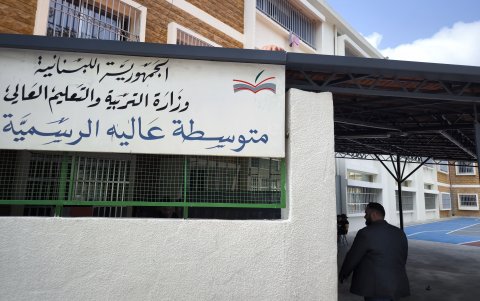 الجمهورية اللبنانية
وزارة التربية والتعليم العالي
متوسطة عاليه الرسمية